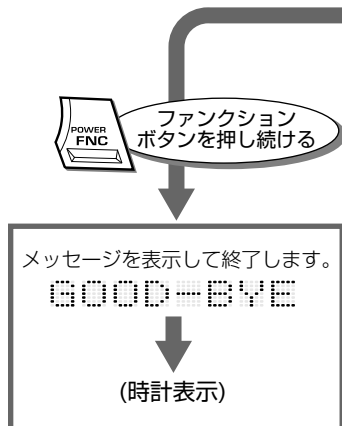 POWER
FNC
ファンクション
ボタンを押し続ける
メッセージを表示して終了します。
GOOD-BYE
(時計表示)